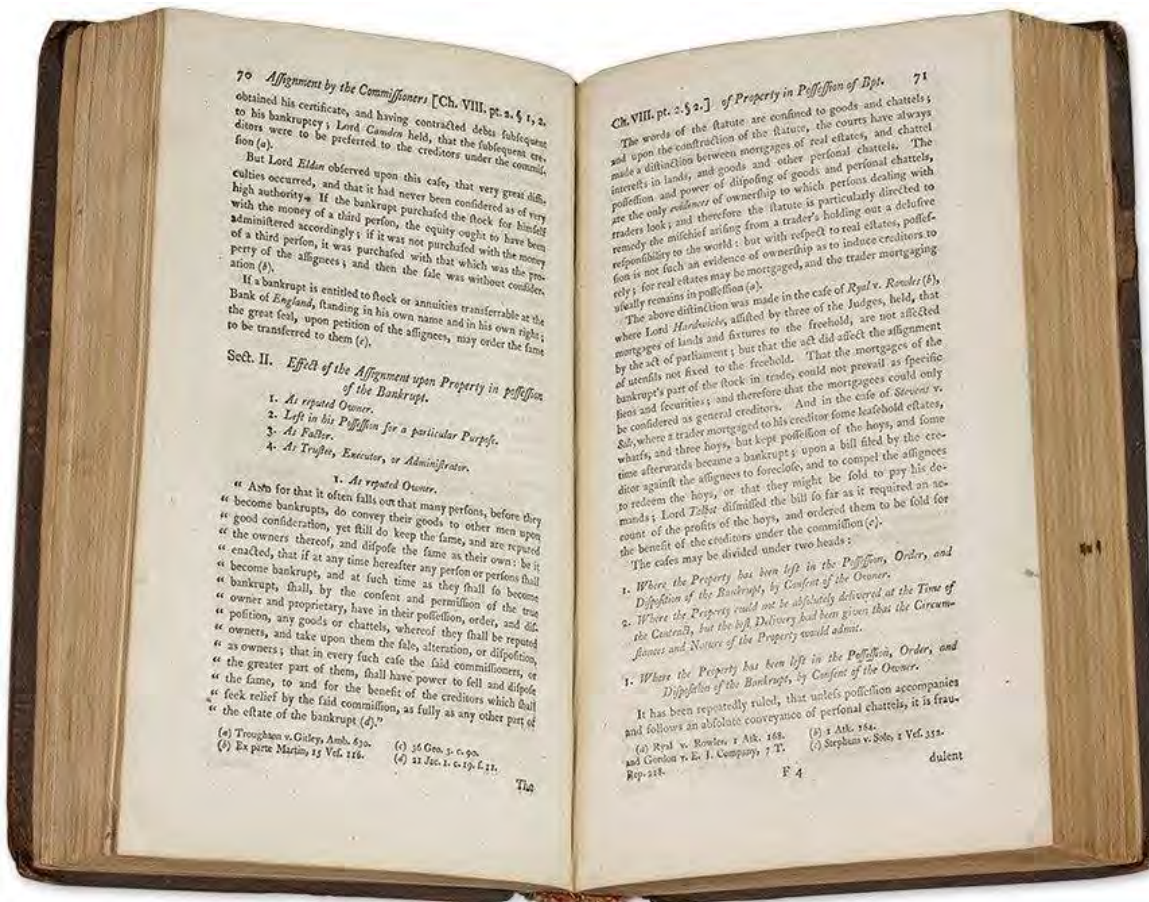 70 Aſſignment by the Commiſſioners [Ch. VIII. pt. 2. § 1, 2.
obtained his certificate, and having contracted debts ſubſequent
to his bankruptcy; Lord Camden held, that the ſubſequent cre-
ditors were to be preferred to the creditors under the commiſ-
ſion (a).
But Lord Eldon obſerved upon this caſe, that very great diffi-
culties occurred, and that it had never been conſidered as of very
high authority. If the bankrupt purchaſed the ſtock for himſelf
with the money of a third perſon, the equity ought to have been
adminiſtered accordingly; if it was not purchaſed with the money
of a third perſon, it was purchaſed with that which was the pro-
perty of the aſſignees; and then the ſale was without conſider-
ation (b).
If a bankrupt is entitled to ſtock or annuities transferrable at the
Bank of England, ſtanding in his own name and in his own right;
the great ſeal, upon petition of the aſſignees, may order the ſame
to be transferred to them (c).
Sect. II. Effect of the Aſſignment upon Property in poſſeſſion
of the Bankrupt.
1. As reputed Owner.
2. Left in his Poſſeſſion for a particular Purpoſe.
3. As Factor.
4. As Truſtee, Executor, or Adminiſtrator.
1. As reputed Owner.
“ AND for that it often falls out that many perſons, before they
“ become bankrupts, do convey their goods to other men upon
“ good conſideration, yet ſtill do keep the ſame, and are reputed
“ the owners thereof, and diſpoſe the ſame as their own: be it
“ enacted, that if at any time hereafter any perſon or perſons ſhall
“ become bankrupt, and at ſuch time as they ſhall ſo become
“ bankrupt, ſhall, by the conſent and permiſſion of the true
“ owner and proprietary, have in their poſſeſſion, order, and diſ-
“ poſition, any goods or chattels, whereof they ſhall be reputed
“ owners, and take upon them the ſale, alteration, or diſpoſition,
“ as owners; that in every ſuch caſe the ſaid commiſſioners, or
“ the greater part of them, ſhall have power to ſell and diſpoſe
“ the ſame, to and for the benefit of the creditors which ſhall
“ ſeek relief by the ſaid commiſſion, as fully as any other part of
“ the eſtate of the bankrupt (d).”
(a) Troughton v. Gitley, Amb. 630. (c) 36 Geo. 3. c. 90.
(b) Ex parte Martin, 15 Veſ. 116. (d) 21 Jac. 1. c. 19. ſ. 11.
The
Ch. VIII. pt. 2. § 2.] of Property in Poſſeſſion of Bpt. 71
The words of the ſtatute are confined to goods and chattels;
and upon the conſtruction of the ſtatute, the courts have always
made a diſtinction between mortgages of real eſtates, and chattel
intereſts in lands, and goods and other perſonal chattels. The
poſſeſſion and power of diſpoſing of goods and perſonal chattels,
are the only evidences of ownerſhip to which perſons dealing with
traders look; and therefore the ſtatute is particularly directed to
remedy the miſchief ariſing from a trader's holding out a deluſive
reſponſibility to the world: but with reſpect to real eſtates, poſſeſ-
ſion is not ſuch an evidence of ownerſhip as to induce creditors to
rely; for real eſtates may be mortgaged, and the trader mortgaging
uſually remains in poſſeſſion (a).
The above diſtinction was made in the caſe of Ryal v. Rowles (b),
where Lord Hardwicke, aſſiſted by three of the Judges, held, that
mortgages of lands and fixtures to the freehold, are not affected
by the act of parliament; but that the act did affect the aſſignment
of utenſils not fixed to the freehold. That the mortgages of the
bankrupt's part of the ſtock in trade, could not prevail as ſpecific
liens and ſecurities; and therefore that the mortgagees could only
be conſidered as general creditors. And in the caſe of Stevens v.
Sole, where a trader mortgaged to his creditor ſome leaſehold eſtates,
wharfs, and three hoys, but kept poſſeſſion of the hoys, and ſome
time afterwards became a bankrupt; upon a bill filed by the cre-
ditor againſt the aſſignees to forecloſe, and to compel the aſſignees
to redeem the hoys, or that they might be ſold to pay his de-
mands; Lord Talbot diſmiſſed the bill ſo far as it required an ac-
count of the profits of the hoys, and ordered them to be ſold for
the benefit of the creditors under the commiſſion (c).
The caſes may be divided under two heads:
1. Where the Property has been left in the Poſſeſſion, Order, and
Diſpoſition of the Bankrupt, by Conſent of the Owner.
2. Where the Property could not be abſolutely delivered at the Time of
the Contract, but the beſt Delivery had been given that the Circum-
ſtances and Nature of the Property would admit.
1. Where the Property has been left in the Poſſeſſion, Order, and
Diſpoſition of the Bankrupt, by Conſent of the Owner.
It has been repeatedly ruled, that unleſs poſſeſſion accompanies
and follows an abſolute conveyance of perſonal chattels, it is frau-
(a) Ryal v. Rowles, 1 Atk. 168. (b) 1 Atk. 164.
and Gordon v. E. I. Company, 7 T. (c) Stephens v. Sole, 1 Veſ. 352.
Rep. 228.
F 4 dulent